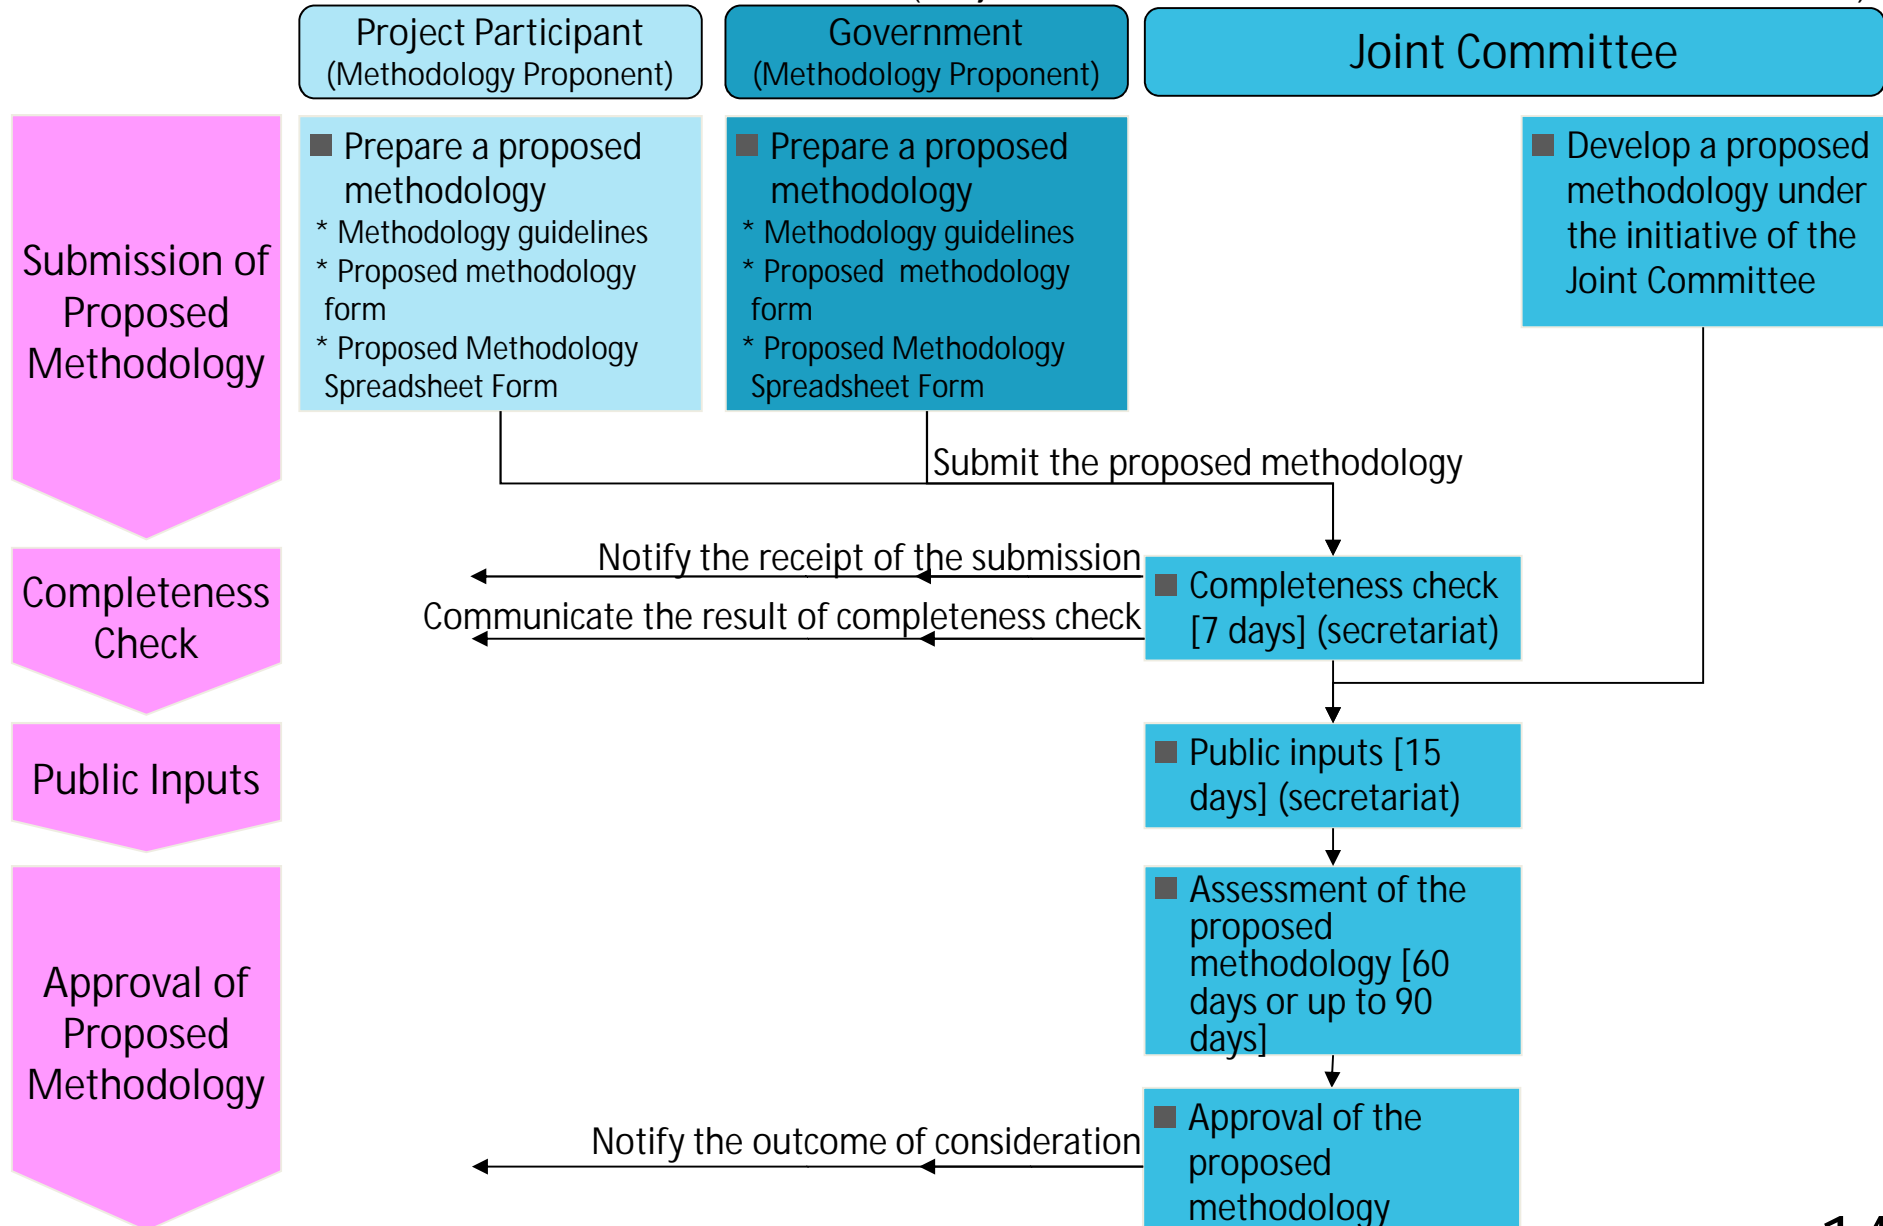 Project Participant
(Methodology Proponent)
Government
(Methodology Proponent)
Joint Committee
Submission of
Proposed
Methodology
■ Prepare a proposed
methodology
* Methodology guidelines
* Proposed methodology
form
* Proposed Methodology
Spreadsheet Form
■ Prepare a proposed
methodology
* Methodology guidelines
* Proposed methodology
form
* Proposed Methodology
Spreadsheet Form
■ Develop a proposed
methodology under
the initiative of the
Joint Committee
Submit the proposed methodology
Completeness
Check
Notify the receipt of the submission
Communicate the result of completeness check
■ Completeness check
[7 days] (secretariat)
Public Inputs
■ Public inputs [15
days] (secretariat)
Approval of
Proposed
Methodology
■ Assessment of the
proposed
methodology [60
days or up to 90
days]
Notify the outcome of consideration
■ Approval of the
proposed
methodology